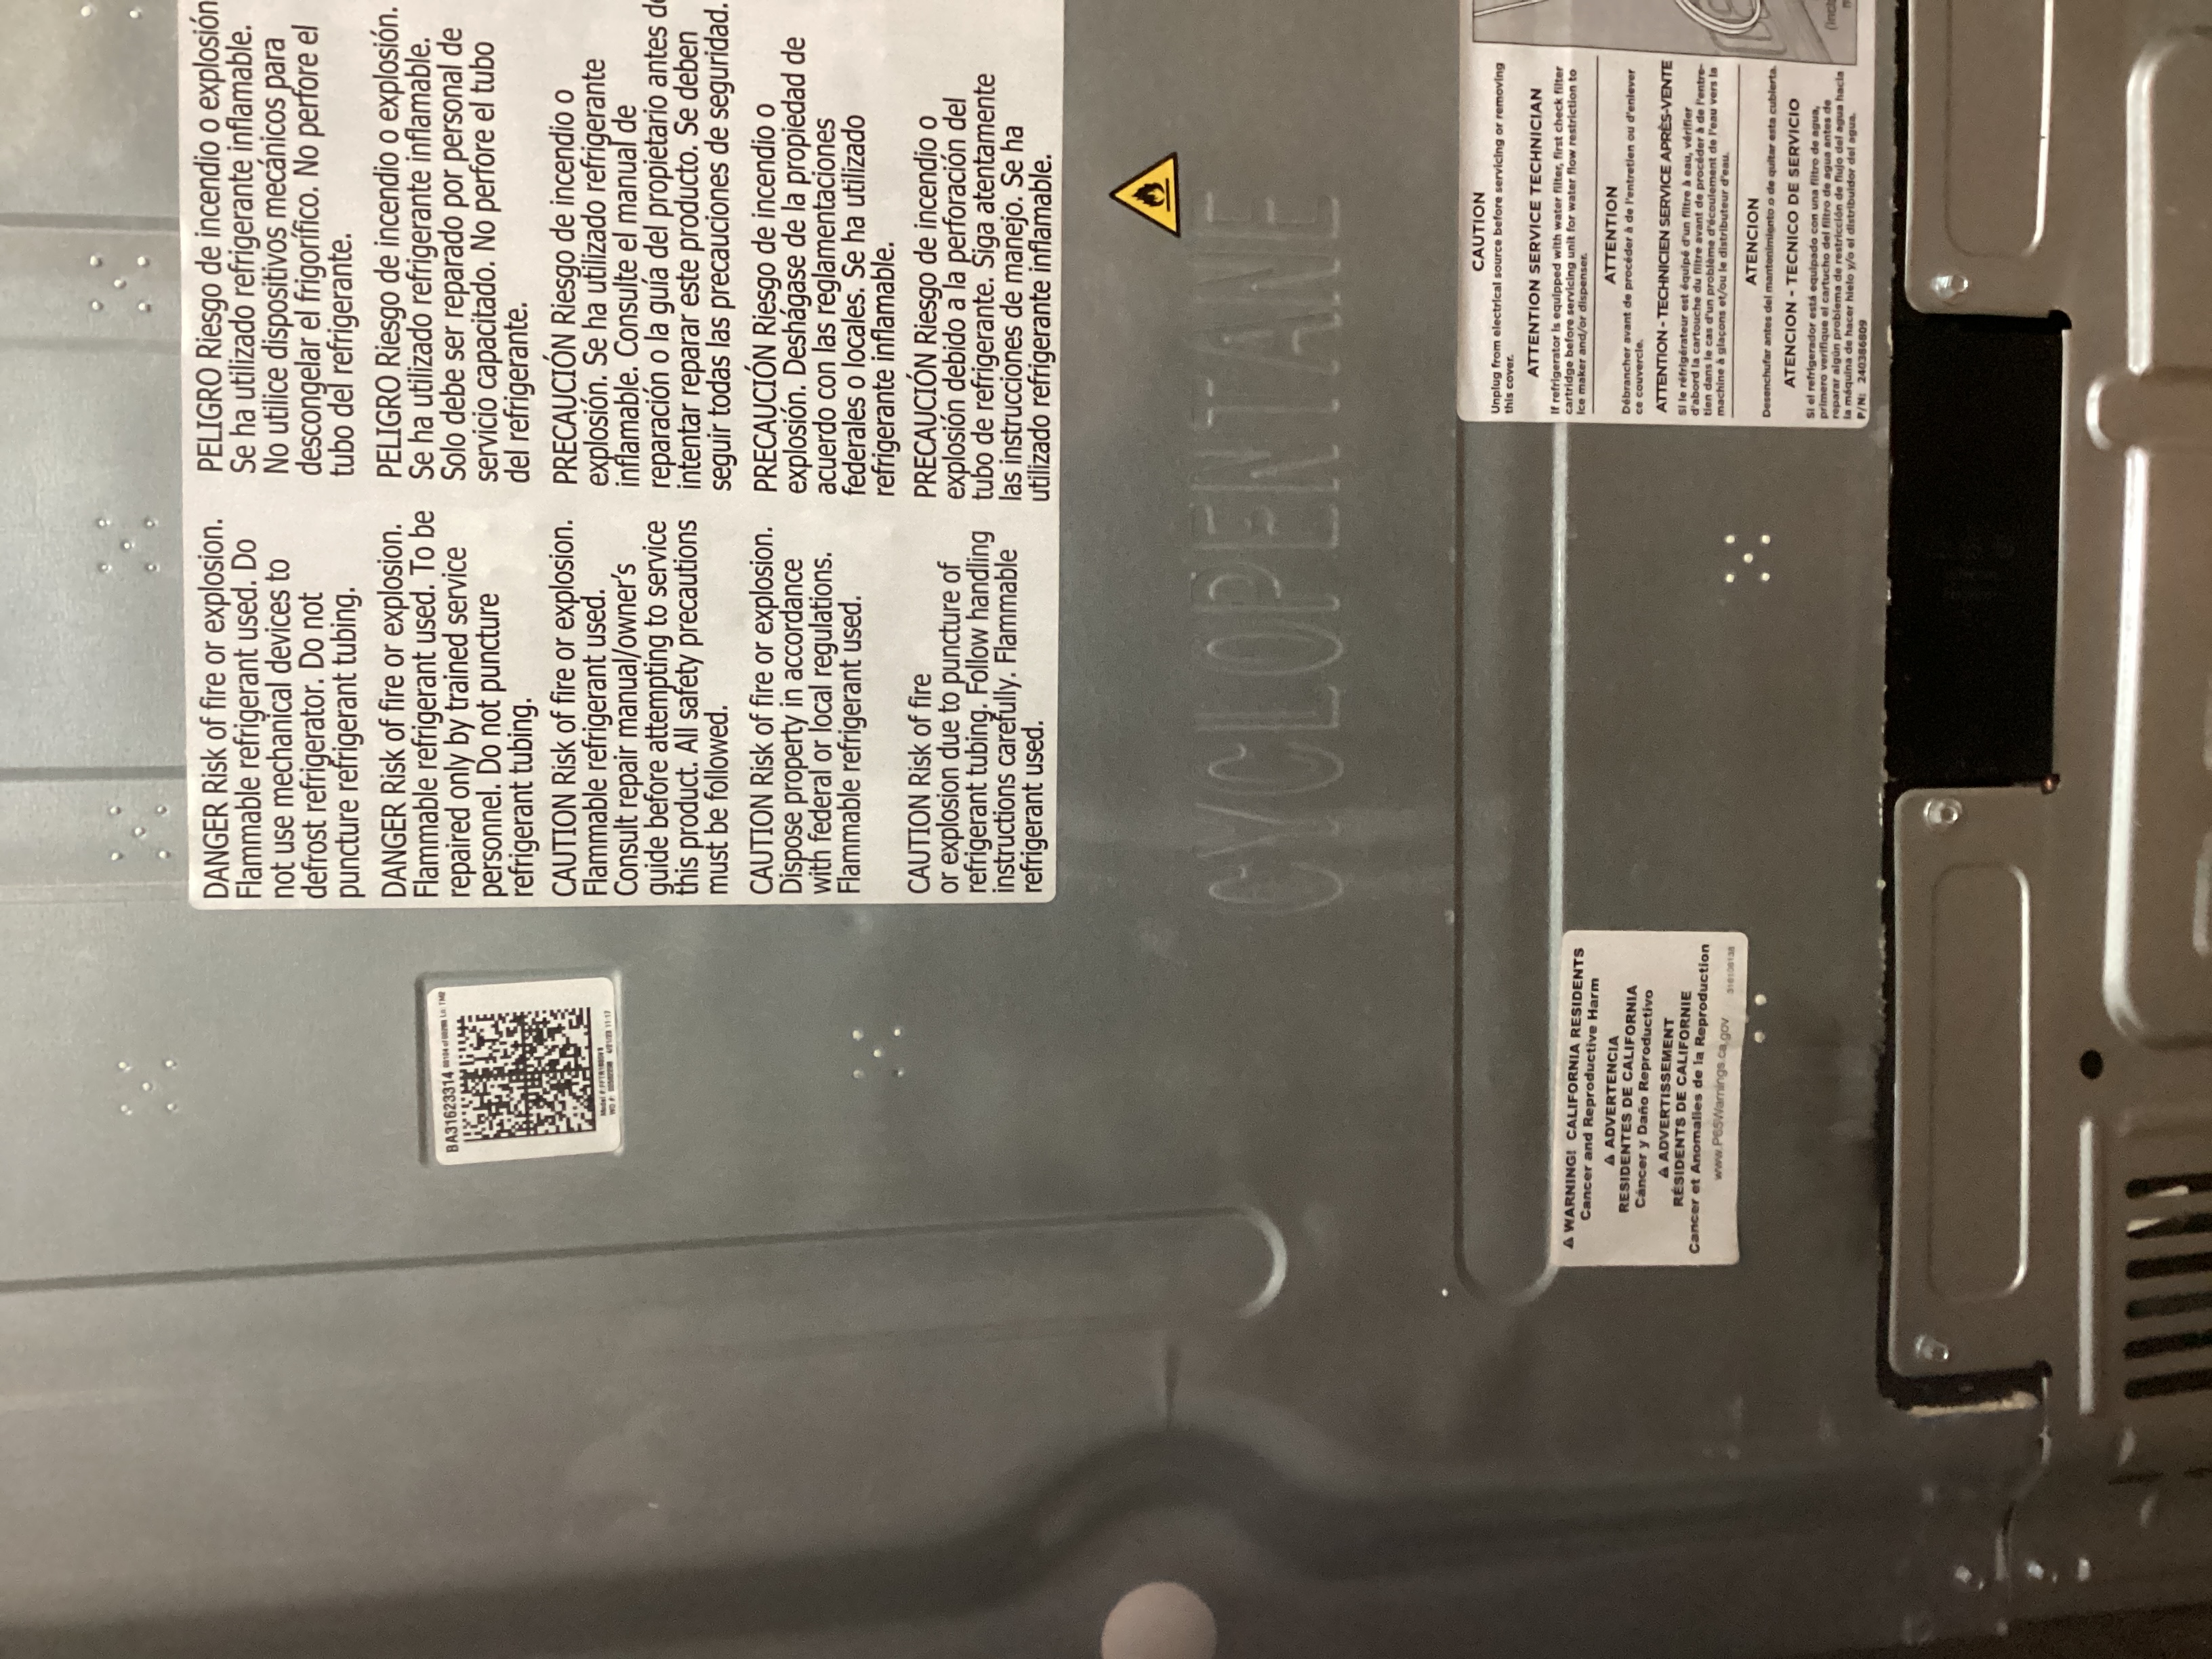 DANGER Risk of fire or explosion.
Flammable refrigerant used. Do
not use mechanical devices to
defrost refrigerator. Do not
puncture refrigerant tubing.
DANGER Risk of fire or explosion.
Flammable refrigerant used. To be
repaired only by trained service
personnel. Do not puncture
refrigerant tubing.
CAUTION Risk of fire or explosion.
Flammable refrigerant used.
Consult repair manual/owner's
guide before attempting to service
this product. All safety precautions
must be followed.
CAUTION Risk of fire or explosion.
Dispose property in accordance
with federal or local regulations.
Flammable refrigerant used.
CAUTION Risk of fire
or explosion due to puncture of
refrigerant tubing. Follow handling
instructions carefully. Flammable
refrigerant used.
PELIGRO Riesgo de incendio o explosión
Se ha utilizado refrigerante inflamable.
No utilice dispositivos mecánicos para
descongelar el frigorífico. No perfore el
tubo del refrigerante.
PELIGRO Riesgo de incendio o explosión.
Se ha utilizado refrigerante inflamable.
Solo debe ser reparado por personal de
servicio capacitado. No perfore el tubo
del refrigerante.
PRECAUCIÓN Riesgo de incendio o
explosión. Se ha utilizado refrigerante
inflamable. Consulte el manual de
reparación o la guía del propietario antes de
intentar reparar este producto. Se deben
seguir todas las precauciones de seguridad.
PRECAUCIÓN Riesgo de incendio o
explosión. Deshágase de la propiedad de
acuerdo con las reglamentaciones
federales o locales. Se ha utilizado
refrigerante inflamable.
PRECAUCIÓN Riesgo de incendio o
explosión debido a la perforación del
tubo de refrigerante. Siga atentamente
las instrucciones de manejo. Se ha
utilizado refrigerante inflamable.
BA31623314
Model #:
WO #: 4/21/23 11:17
CYCLOPENTANE
WARNING! CALIFORNIA RESIDENTS
Cancer and Reproductive Harm
ADVERTENCIA
RESIDENTES DE CALIFORNIA
Cáncer y Daño Reproductivo
ADVERTISSEMENT
RÉSIDENTS DE CALIFORNIE
Cancer et Anomalies de la Reproduction
www.P65Warnings.ca.gov
316106138
CAUTION
Unplug from electrical source before servicing or removing
this cover.
ATTENTION SERVICE TECHNICIAN
If refrigerator is equipped with water filter, first check filter
cartridge before servicing unit for water flow restriction to
ice maker and/or dispenser.
ATTENTION
Débrancher avant de procéder à de l'entretien ou d'enlever
ce couvercle.
ATTENTION - TECHNICIEN SERVICE APRÈS-VENTE
Si le réfrigérateur est équipé d'un filtre à eau, vérifier
d'abord la cartouche du filtre avant de procéder à de l'entre-
tien dans le cas d'un problème d'écoulement de l'eau vers la
machine à glaçons et/ou le distributeur d'eau.
ATENCION
Desenchufar antes del mantenimiento o de quitar esta cubierta.
ATENCION - TECNICO DE SERVICIO
Si el refrigerador está equipado con una filtro de agua,
primero verifique el cartucho del filtro de agua antes de
reparar algún problema de restricción de flujo del agua hacia
la máquina de hacer hielo y/o el distribuidor del agua.
P/N: 240386809